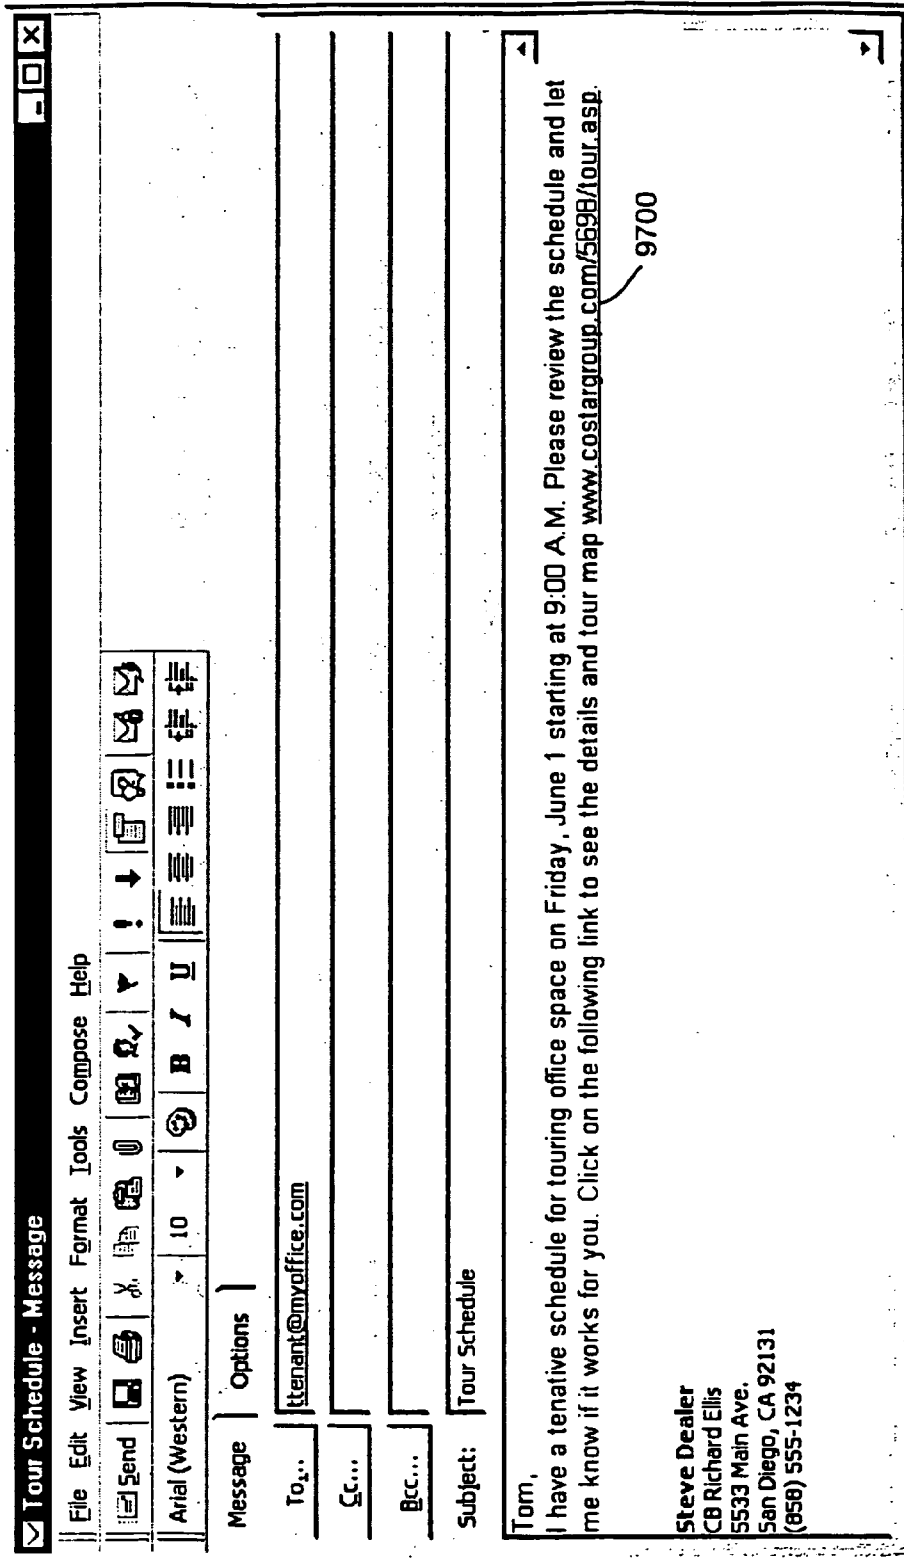 Tour Schedule - Message
File Edit View Insert Format Tools Compose Help
Send
Arial (Western) 10 B I U
Message Options
To... ttenant@myoffice.com
Cc...
Bcc...
Subject: Tour Schedule
Tom,
I have a tenative schedule for touring office space on Friday, June 1 starting at 9:00 A.M. Please review the schedule and let
me know if it works for you. Click on the following link to see the details and tour map www.costargroup.com/5698/tour.asp.
9700
Steve Dealer
CB Richard Ellis
5533 Main Ave.
San Diego, CA 92131
(858) 555-1234